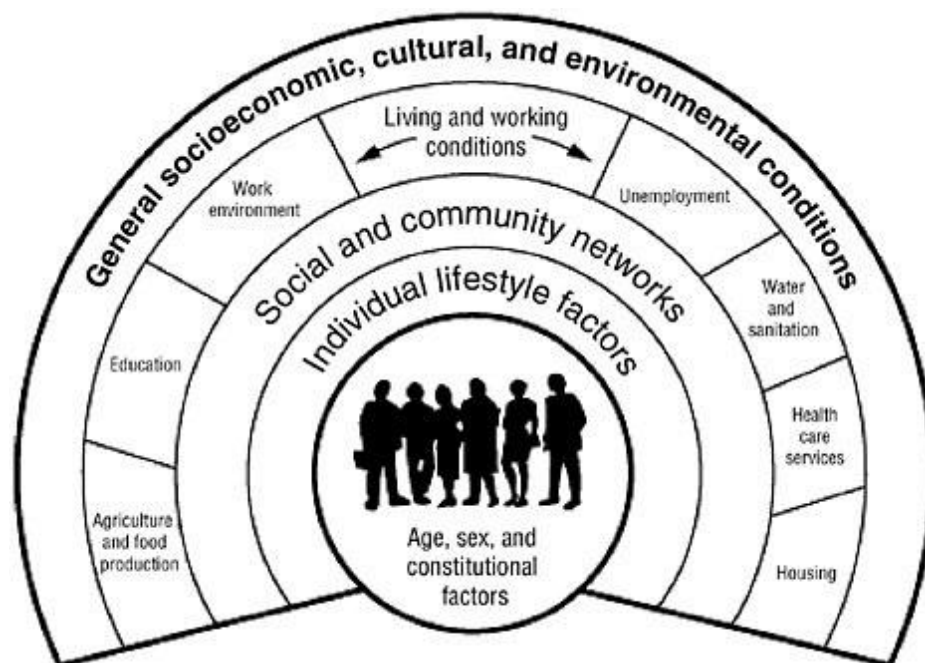 General socioeconomic, cultural, and environmental conditions
Living and working
conditions
Work
environment
Unemployment
Education
Water
and
sanitation
Agriculture
and food
production
Health
care
services
Housing
Social and community networks
Individual lifestyle factors
Age, sex, and
constitutional
factors